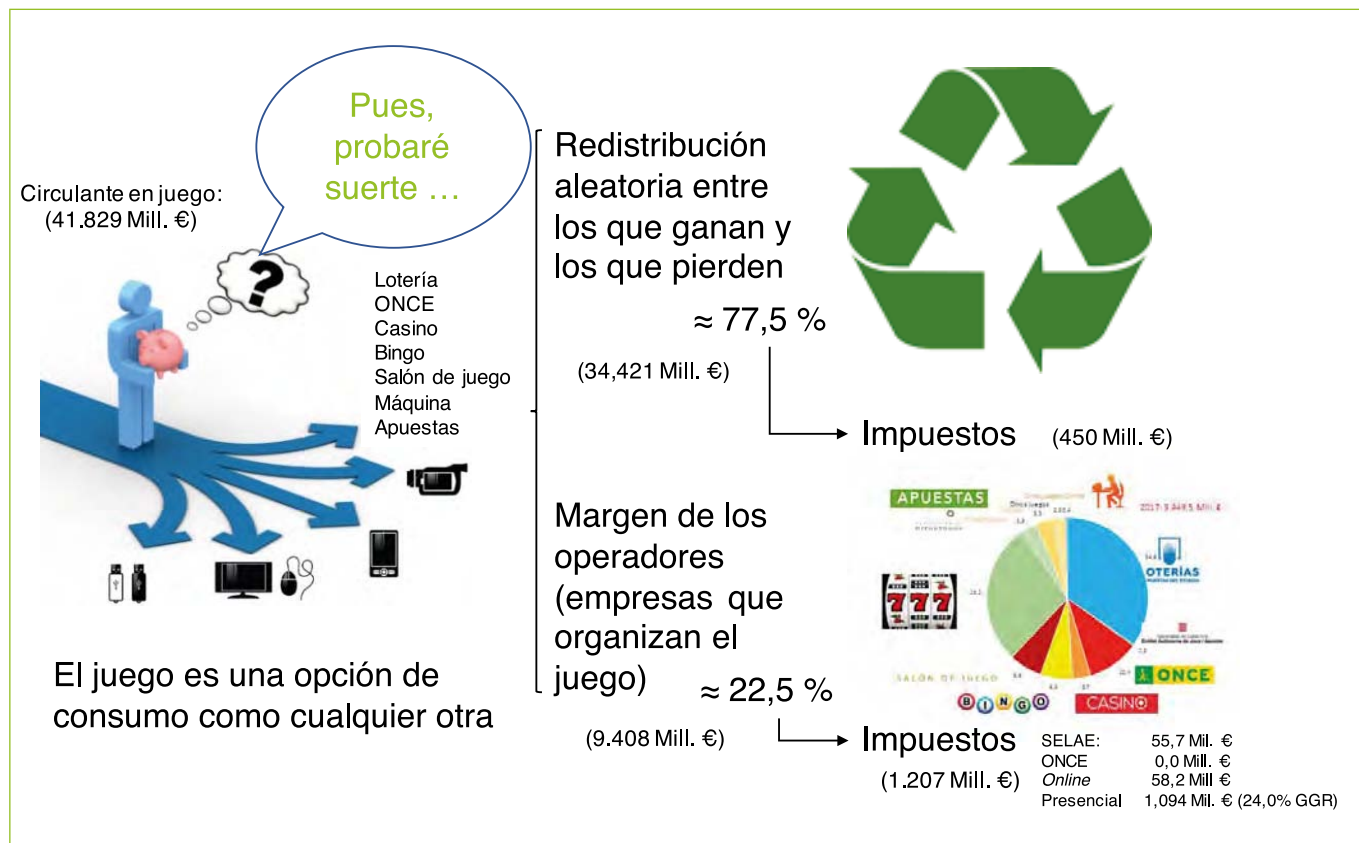 Pues,
probaré
suerte …
Circulante en juego:
(41.829 Mill. €)
?
Lotería
ONCE
Casino
Bingo
Salón de juego
Máquina
Apuestas
El juego es una opción de
consumo como cualquier otra
Redistribución
aleatoria entre
los que ganan y
los que pierden
≈ 77,5 %
(34,421 Mill. €)
Impuestos (450 Mill. €)
Margen de los
operadores
(empresas que
organizan el
juego)
≈ 22,5 %
(9.408 Mill. €)
APUESTAS
OTERÍAS
777
ONCE
SALÓN DE JUEGO
BINGO
CASINO
Impuestos
(1.207 Mill. €)
SELAE: 55,7 Mil. €
ONCE 0,0 Mill. €
Online 58,2 Mill €
Presencial 1,094 Mil. € (24,0% GGR)